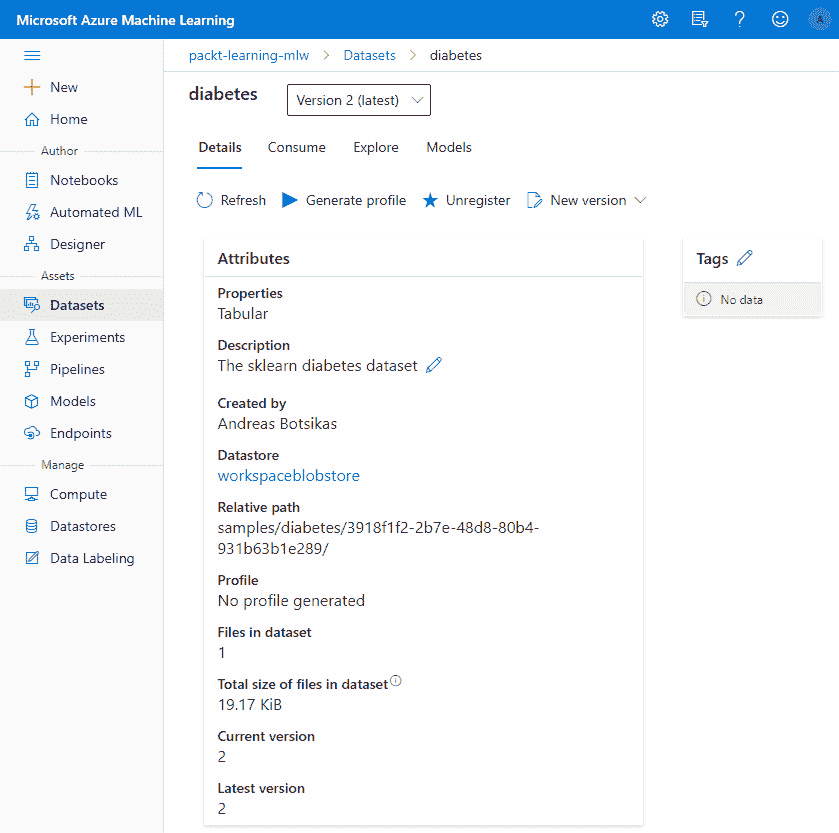 Microsoft Azure Machine Learning
packt-learning-mlw > Datasets > diabetes
New
Home
Author
Notebooks
Automated ML
Designer
Assets
Datasets
Experiments
Pipelines
Models
Endpoints
Manage
Compute
Datastores
Data Labeling
diabetes
Version 2 (latest)
Details Consume Explore Models
Refresh Generate profile Unregister New version
Attributes
Properties
Tabular
Description
The sklearn diabetes dataset
Created by
Andreas Botsikas
Datastore
workspaceblobstore
Relative path
samples/diabetes/3918f1f2-2b7e-48d8-80b4-
931b63b1e289/
Profile
No profile generated
Files in dataset
1
Total size of files in dataset
19.17 KiB
Current version
2
Latest version
2
Tags
No data